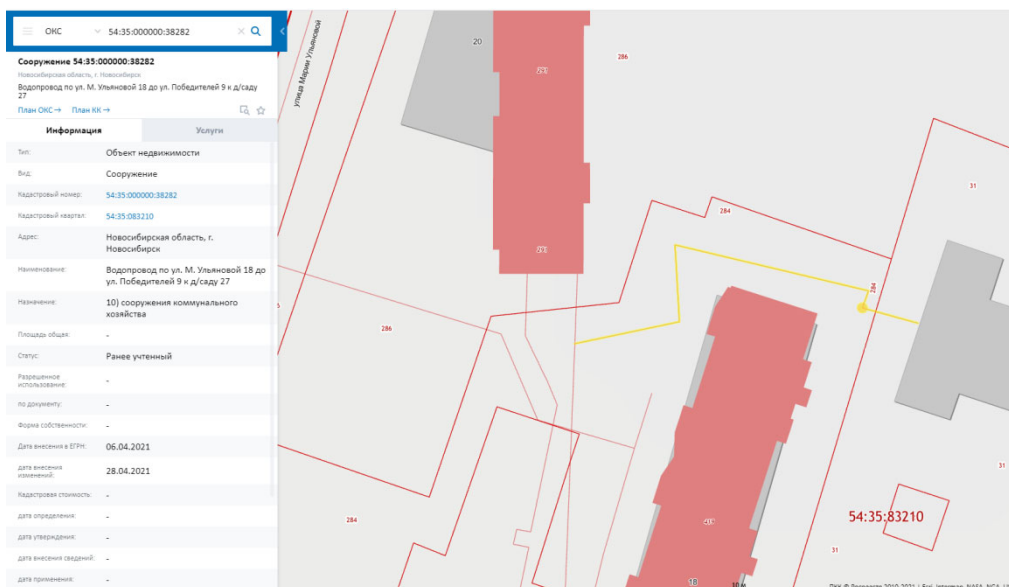 ОКС 54:35:000000:38282
Сооружение 54:35:000000:38282
Новосибирская область, г. Новосибирск
Водопровод по ул. М. Ульяновой 18 до ул. Победителей 9 к д/саду
27
План ОКС → План КК →
Информация Услуги
Тип: Объект недвижимости
Вид: Сооружение
Кадастровый номер: 54:35:000000:38282
Кадастровый квартал: 54:35:083210
Адрес: Новосибирская область, г.
Новосибирск
Наименование: Водопровод по ул. М. Ульяновой 18 до
ул. Победителей 9 к д/саду 27
Назначение: 10) сооружения коммунального
хозяйства
Площадь общая: -
Статус: Ранее учтенный
Разрешенное
использование: -
по документу: -
Форма собственности: -
Дата внесения в ЕГРН: 06.04.2021
дата внесения
изменений: 28.04.2021
Кадастровая стоимость: -
дата определения: -
дата утверждения: -
дата внесения сведений: -
дата применения: -
улица Марии Ульяновой
20
291
286
31
284
291
284
286
31
284
419
54:35:83210
31
18
10 м